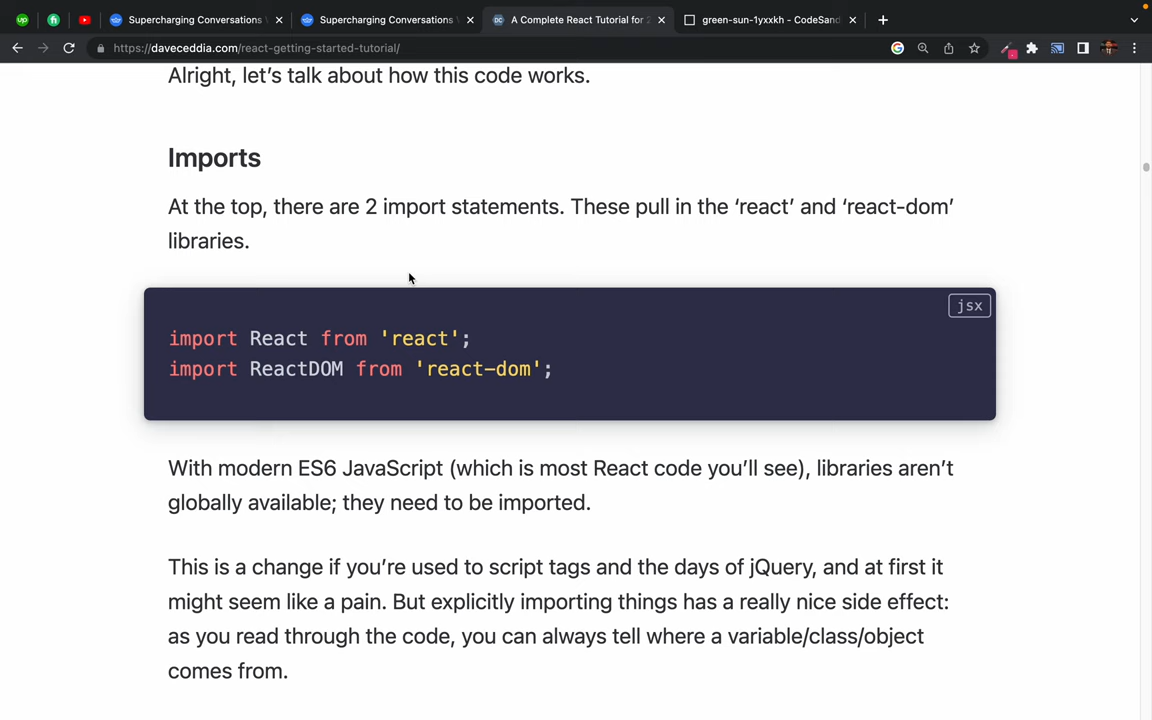 Supercharging Conversations
Supercharging Conversations
A Complete React Tutorial for 2
green-sun-1yxxkh - CodeSand
https://daveceddia.com/react-getting-started-tutorial/
Alright, let’s talk about how this code works.
Imports
At the top, there are 2 import statements. These pull in the ‘react’ and ‘react-dom’
libraries.
jsx
import React from 'react';
import ReactDOM from 'react-dom';
With modern ES6 JavaScript (which is most React code you’ll see), libraries aren’t
globally available; they need to be imported.
This is a change if you’re used to script tags and the days of jQuery, and at first it
might seem like a pain. But explicitly importing things has a really nice side effect:
as you read through the code, you can always tell where a variable/class/object
comes from.